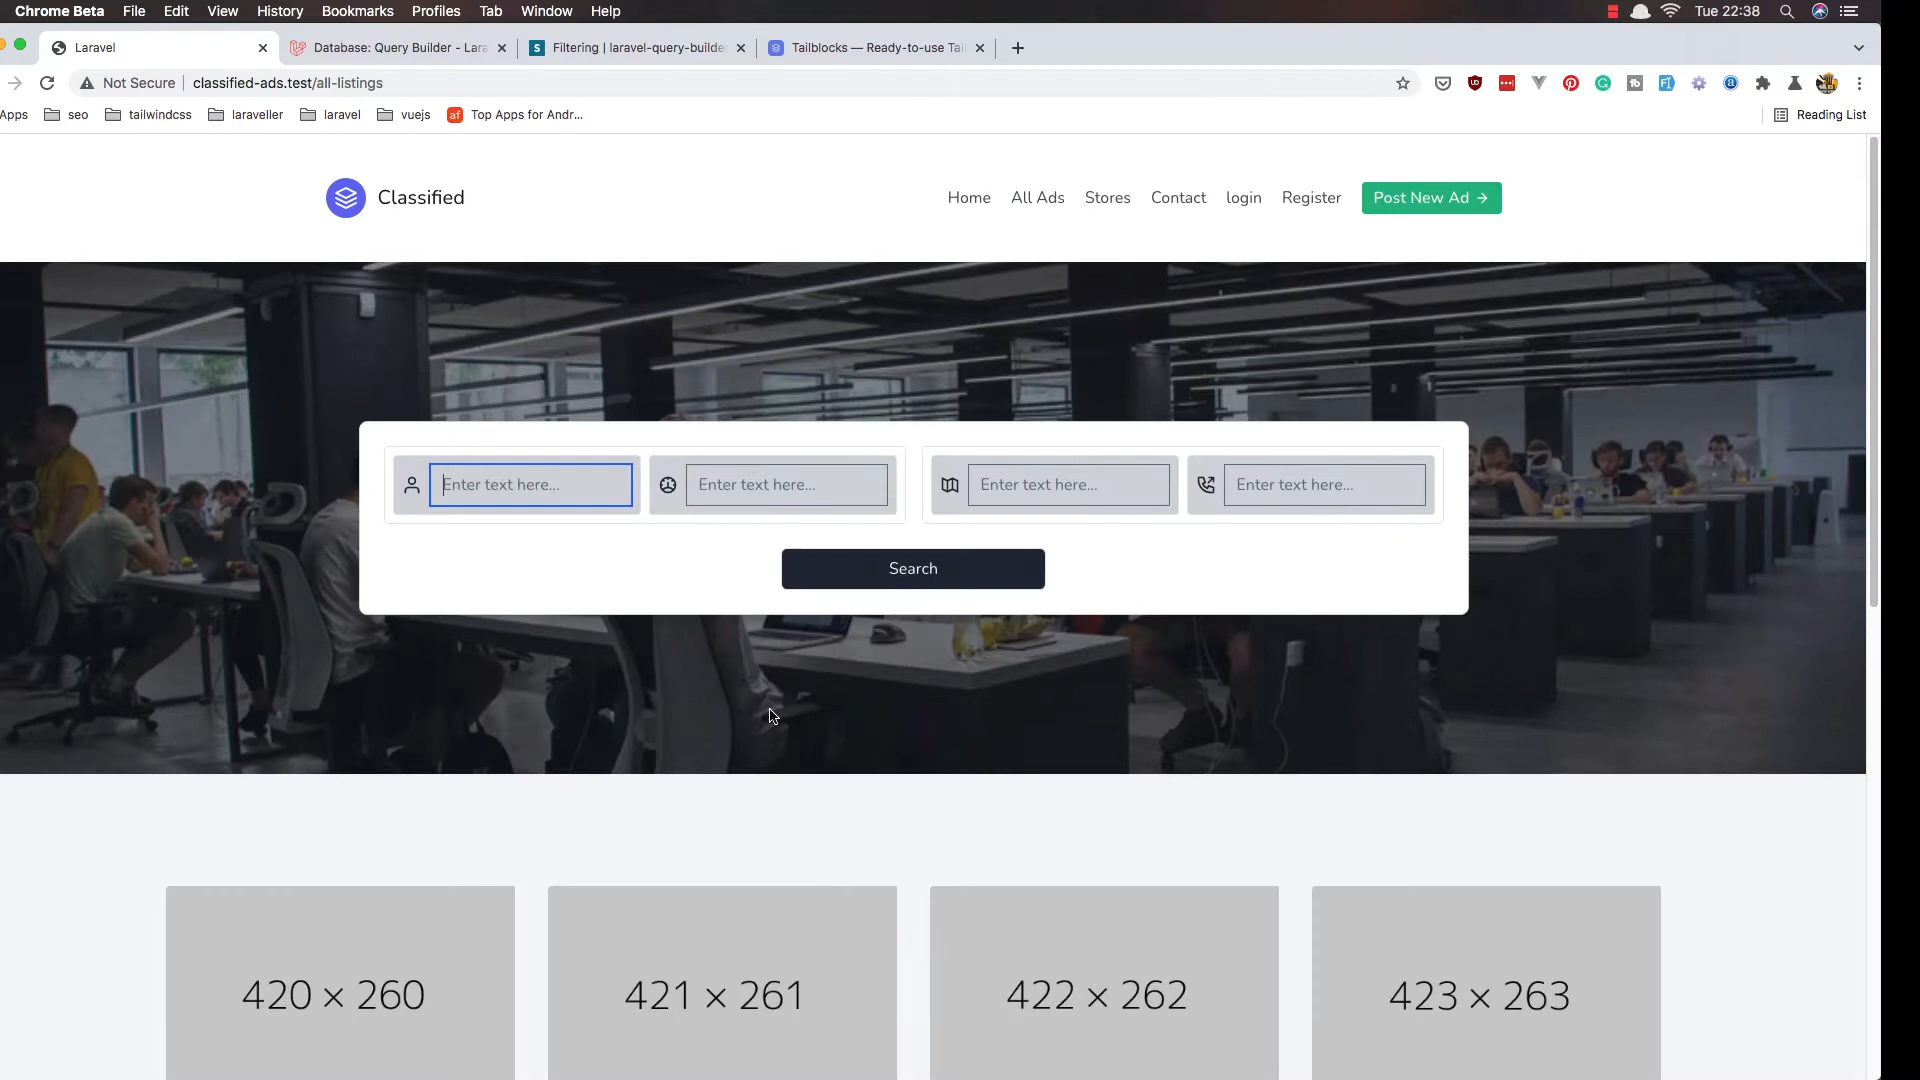 Chrome Beta File Edit View History Bookmarks Profiles Tab Window Help Tue 22:38
Laravel Database: Query Builder - Lara Filtering | laravel-query-builde Tailblocks — Ready-to-use Tai
Not Secure classified-ads.test/all-listings
Apps seo tailwindcss laraveller laravel vuejs af Top Apps for Andr... Reading List
Classified Home All Ads Stores Contact login Register Post New Ad →
Enter text here... Enter text here... Enter text here... Enter text here...
Search
420 × 260 421 × 261 422 × 262 423 × 263